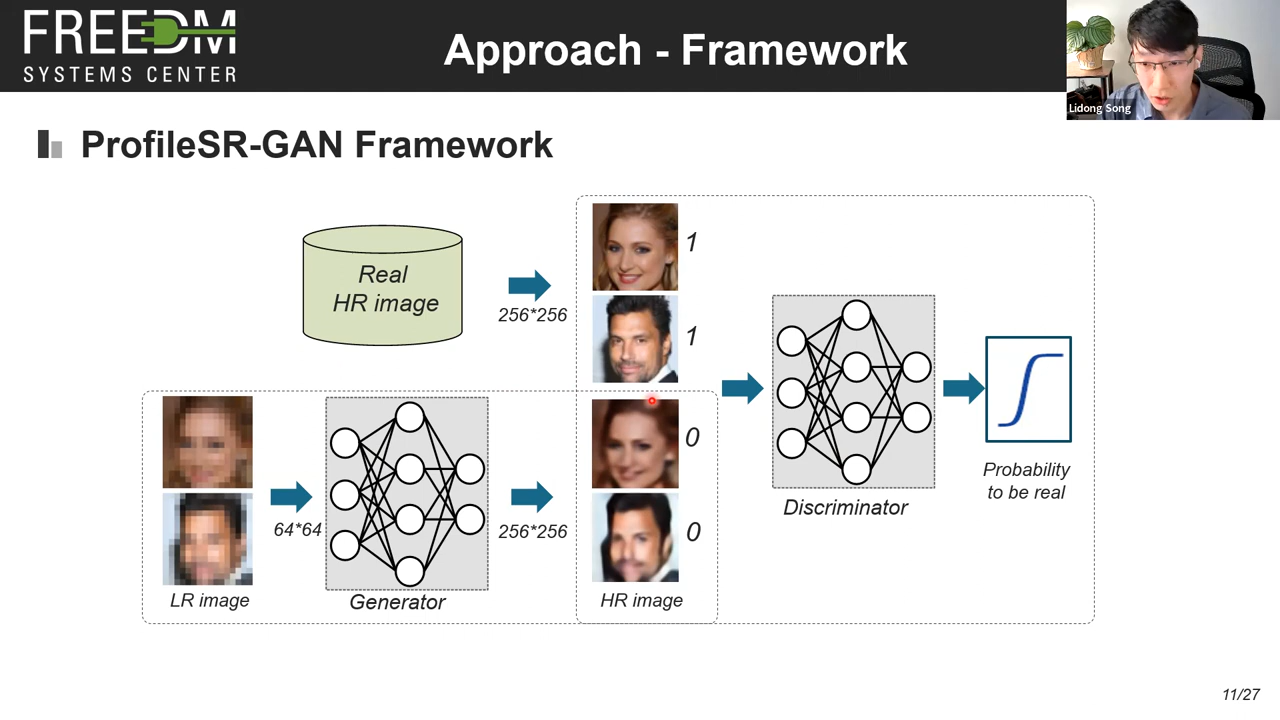 FREEDM
SYSTEMS CENTER
Approach - Framework
Lidong Song
ProfileSR-GAN Framework
Real
HR image
256*256
1
1
0
0
64*64
256*256
LR image
Generator
HR image
Discriminator
Probability
to be real
11/27